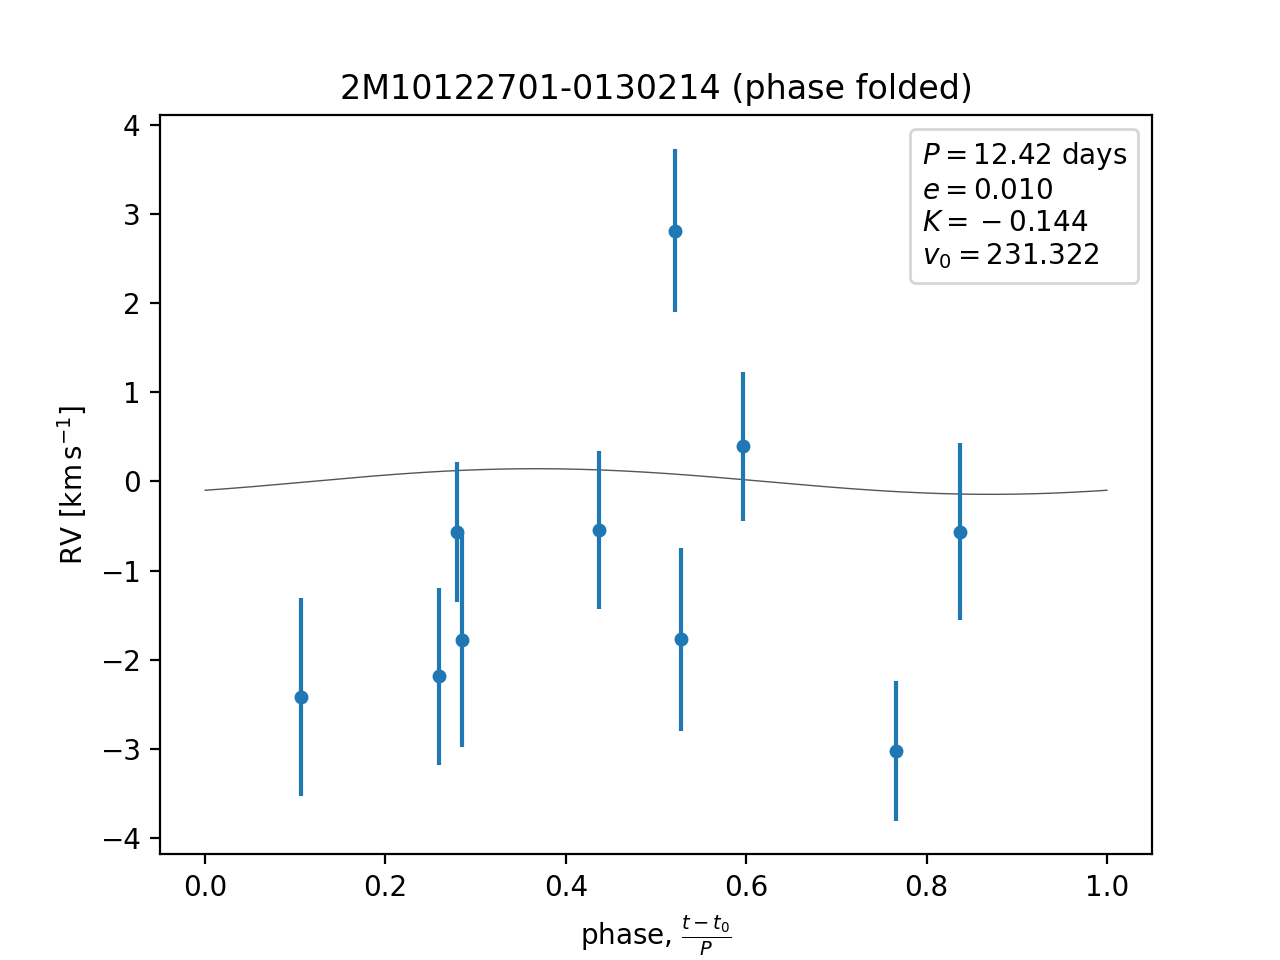 2M10122701-0130214 (phase folded)
P = 12.42 days
e = 0.010
K = −0.144
v₀ = 231.322
4
3
2
1
0
−1
−2
−3
−4
RV [km s⁻¹]
0.0 0.2 0.4 0.6 0.8 1.0
phase, (t − t₀)/P